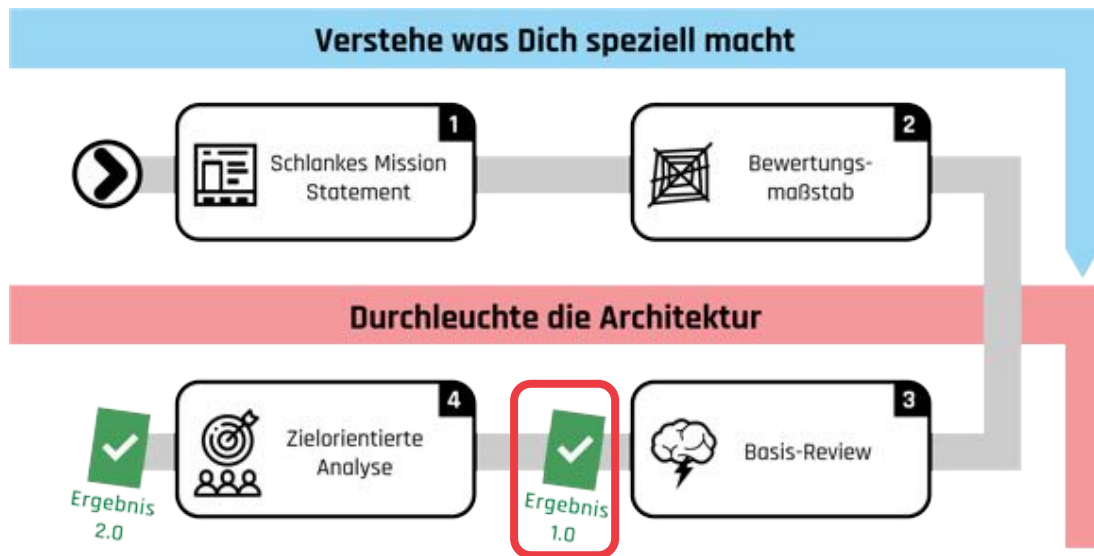 Verstehe was Dich speziell macht
1
Schlankes Mission
Statement
2
Bewertungs-
maßstab
Durchleuchte die Architektur
4
Zielorientierte
Analyse
3
Basis-Review
Ergebnis
2.0
Ergebnis
1.0